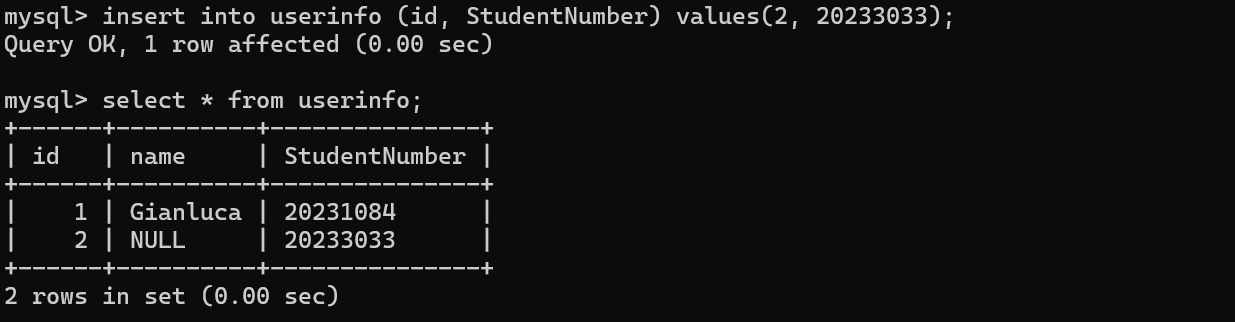 mysql> insert into userinfo (id, StudentNumber) values(2, 20233033);
Query OK, 1 row affected (0.00 sec)

mysql> select * from userinfo;
+------+----------+---------------+
| id   | name     | StudentNumber |
+------+----------+---------------+
|    1 | Gianluca | 20231084      |
|    2 | NULL     | 20233033      |
+------+----------+---------------+
2 rows in set (0.00 sec)